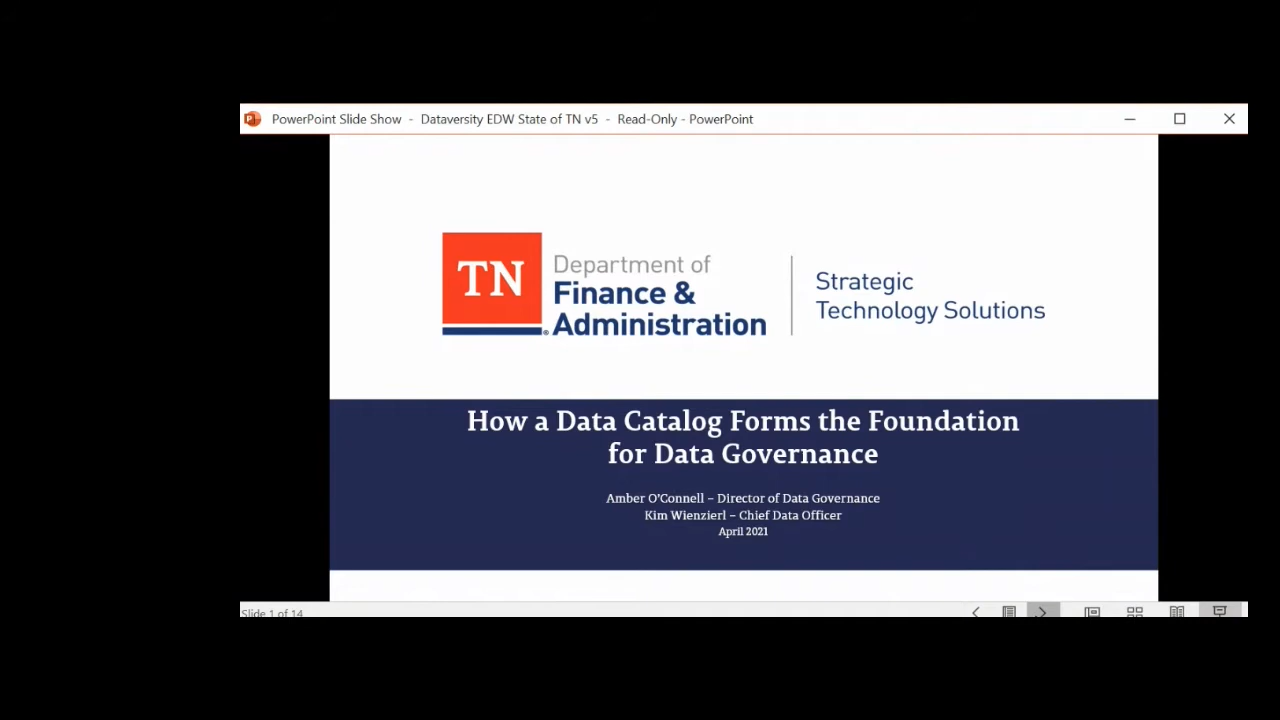 PowerPoint Slide Show - Dataversity EDW State of TN v5 - Read-Only - PowerPoint
TN
Department of
Finance &
Administration
Strategic
Technology Solutions
How a Data Catalog Forms the Foundation
for Data Governance
Amber O'Connell – Director of Data Governance
Kim Wienzierl – Chief Data Officer
April 2021
Slide 1 of 14